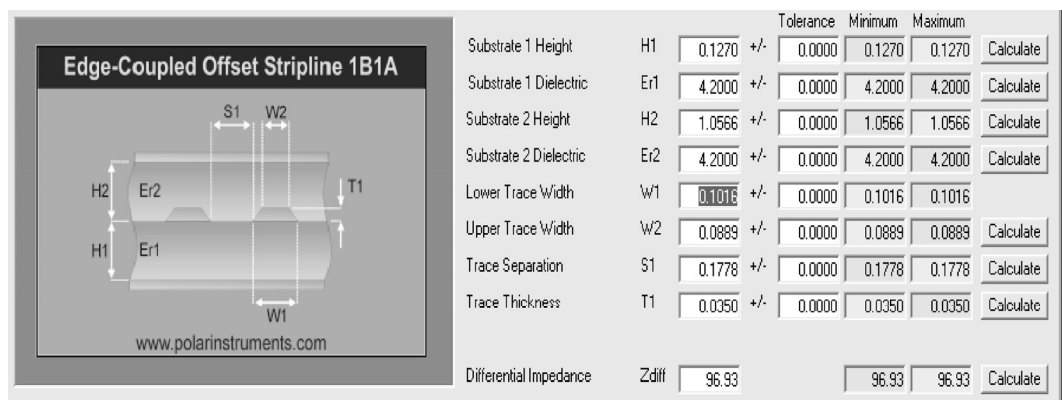 Tolerance Minimum Maximum
Edge-Coupled Offset Stripline 1B1A
S1 W2
H2 Er2 T1
H1 Er1
W1
www.polarinstruments.com
Substrate 1 Height H1 0.1270 +/- 0.0000 0.1270 0.1270 Calculate
Substrate 1 Dielectric Er1 4.2000 +/- 0.0000 4.2000 4.2000 Calculate
Substrate 2 Height H2 1.0566 +/- 0.0000 1.0566 1.0566 Calculate
Substrate 2 Dielectric Er2 4.2000 +/- 0.0000 4.2000 4.2000 Calculate
Lower Trace Width W1 0.1016 +/- 0.0000 0.1016 0.1016
Upper Trace Width W2 0.0889 +/- 0.0000 0.0889 0.0889 Calculate
Trace Separation S1 0.1778 +/- 0.0000 0.1778 0.1778 Calculate
Trace Thickness T1 0.0350 +/- 0.0000 0.0350 0.0350 Calculate
Differential Impedance Zdiff 96.93 96.93 96.93 Calculate